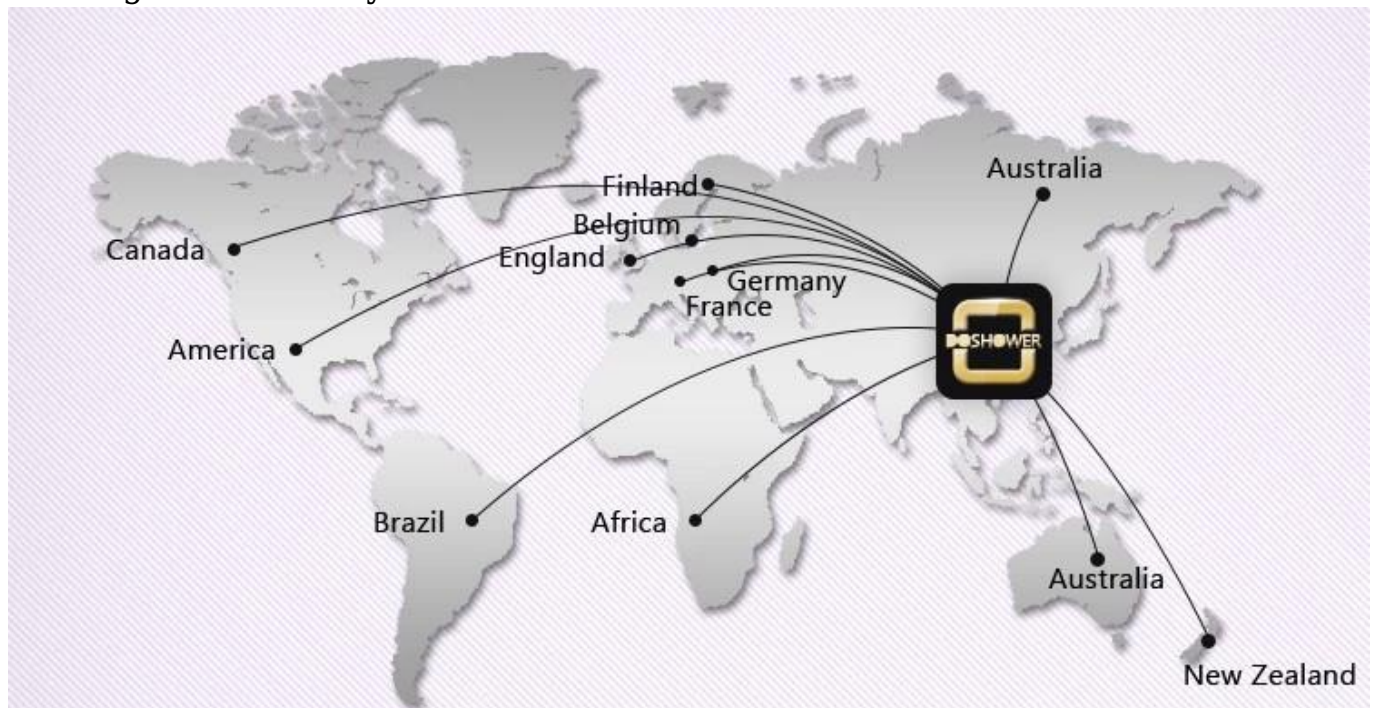 Australia
Finland
Belgium
Canada
England
Germany
France
DOSHOWER
America
Brazil
Africa
Australia
New Zealand